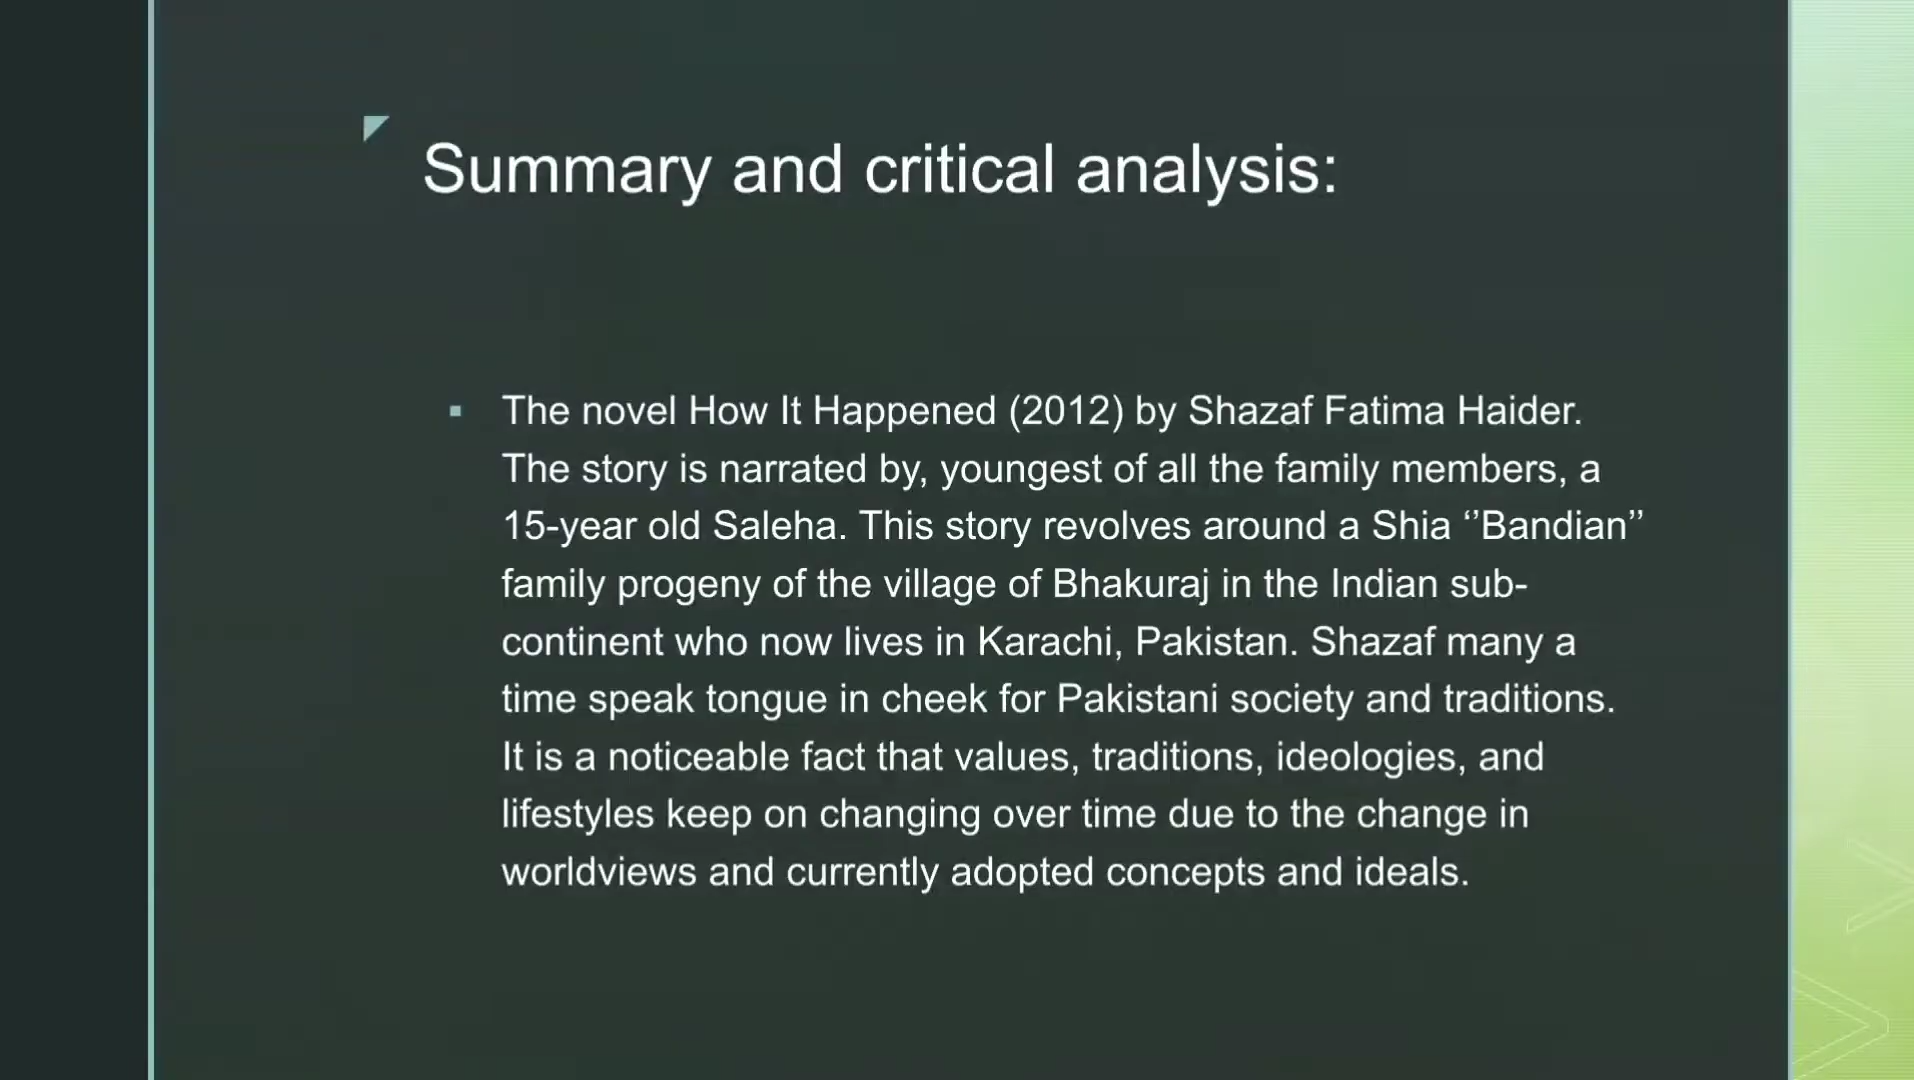 Summary and critical analysis:
The novel How It Happened (2012) by Shazaf Fatima Haider.
The story is narrated by, youngest of all the family members, a
15-year old Saleha. This story revolves around a Shia ‘’Bandian’’
family progeny of the village of Bhakuraj in the Indian sub-
continent who now lives in Karachi, Pakistan. Shazaf many a
time speak tongue in cheek for Pakistani society and traditions.
It is a noticeable fact that values, traditions, ideologies, and
lifestyles keep on changing over time due to the change in
worldviews and currently adopted concepts and ideals.